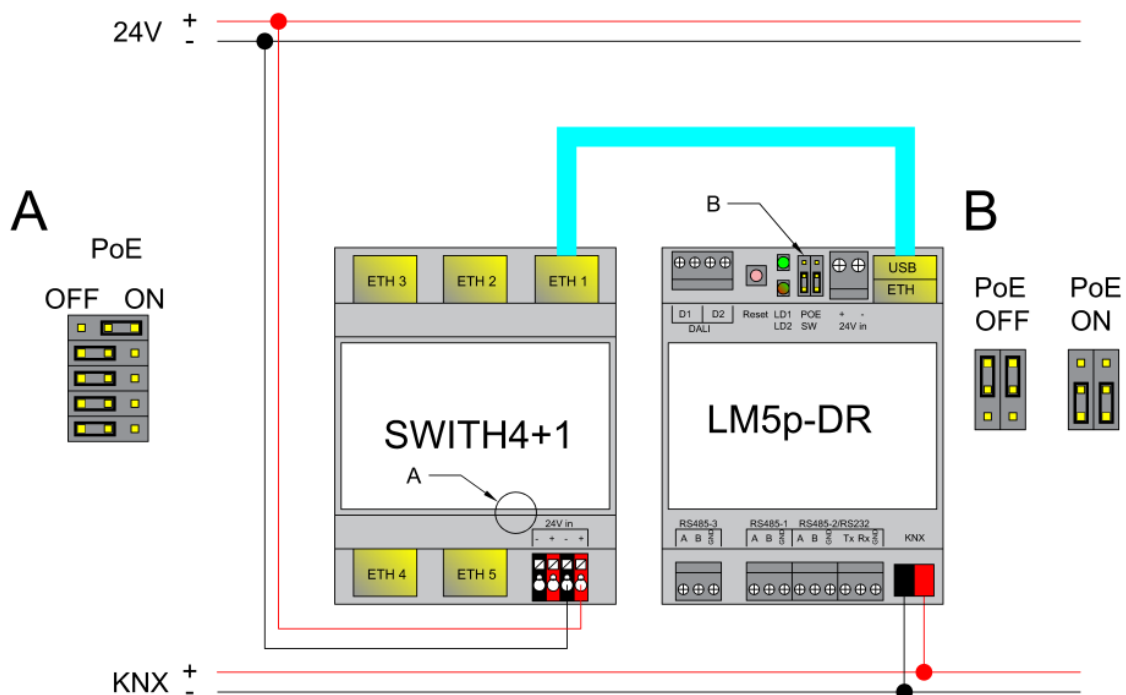 24V + -
A
PoE
OFF ON
B
B
PoE OFF
PoE ON
ETH 3 ETH 2 ETH 1
USB
ETH
D1 D2
DALI
Reset LD1 POE + -
LD2 SW 24V in
SWITH4+1
LM5p-DR
A
24V in
- + - +
ETH 4 ETH 5
RS485-3 RS485-1 RS485-2/RS232 KNX
A B GND A B GND A B GND Tx Rx GND
KNX + -